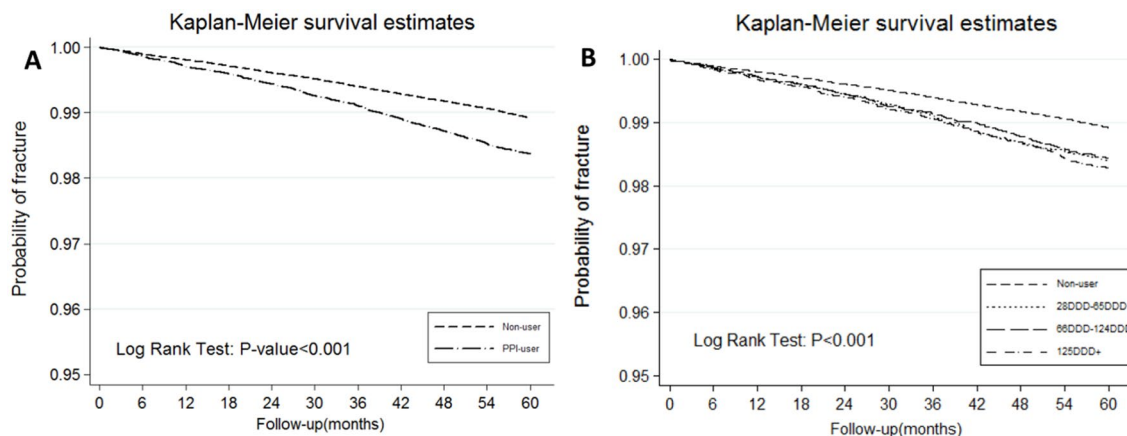 Kaplan-Meier survival estimates
A
Probability of fracture
1.00
0.99
0.98
0.97
0.96
0.95
Non-user
PPI-user
Log Rank Test: P-value<0.001
0 6 12 18 24 30 36 42 48 54 60
Follow-up(months)
Kaplan-Meier survival estimates
B
Probability of fracture
1.00
0.99
0.98
0.97
0.96
0.95
Non-user
28DDD-65DDD
66DDD-124DDD
125DDD+
Log Rank Test: P<0.001
0 6 12 18 24 30 36 42 48 54 60
Follow-up(months)